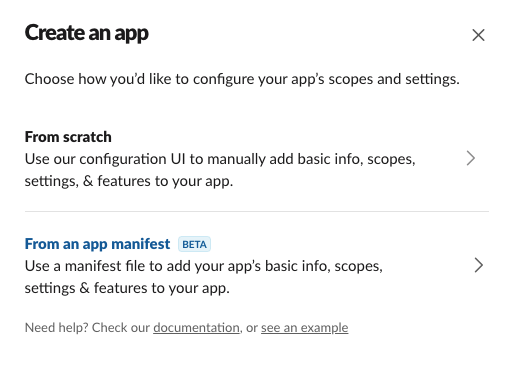 Create an app
Choose how you’d like to configure your app’s scopes and settings.
From scratch
Use our configuration UI to manually add basic info, scopes,
settings, & features to your app.
From an app manifest BETA
Use a manifest file to add your app’s basic info, scopes,
settings & features to your app.
Need help? Check our documentation, or see an example